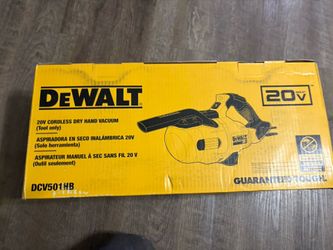 DEWALT
20V
20V CORDLESS DRY HAND VACUUM
(Tool only)
ASPIRADORA EN SECO INALÁMBRICA 20V
(Solo herramienta)
ASPIRATEUR MANUEL À SEC SANS FIL 20 V
(Outil seulement)
DEWALT
DCV501HB
GUARANTEED TOUGH.